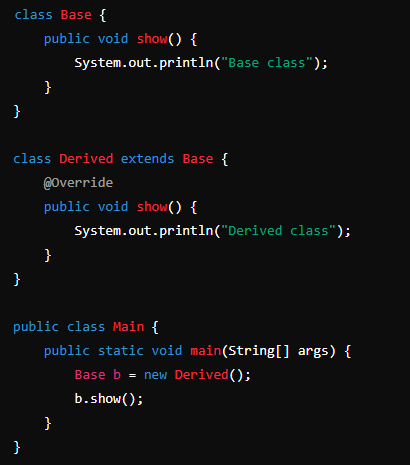 class Base {
    public void show() {
        System.out.println("Base class");
    }
}

class Derived extends Base {
    @Override
    public void show() {
        System.out.println("Derived class");
    }
}

public class Main {
    public static void main(String[] args) {
        Base b = new Derived();
        b.show();
    }
}